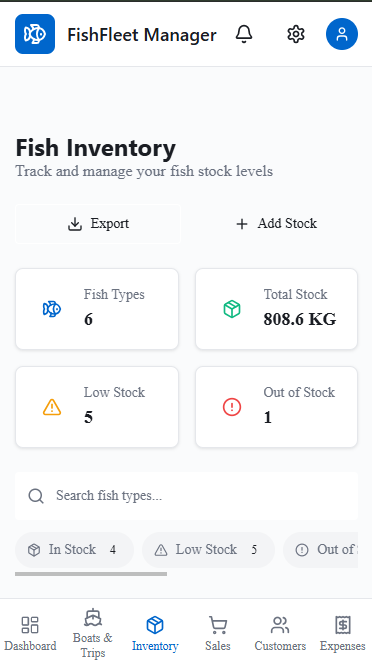 FishFleet Manager
Fish Inventory
Track and manage your fish stock levels
Export
Add Stock
Fish Types
6
Total Stock
808.6 KG
Low Stock
5
Out of Stock
1
Search fish types...
In Stock 4
Low Stock 5
Out of
Dashboard
Boats &
Trips
Inventory
Sales
Customers
Expenses